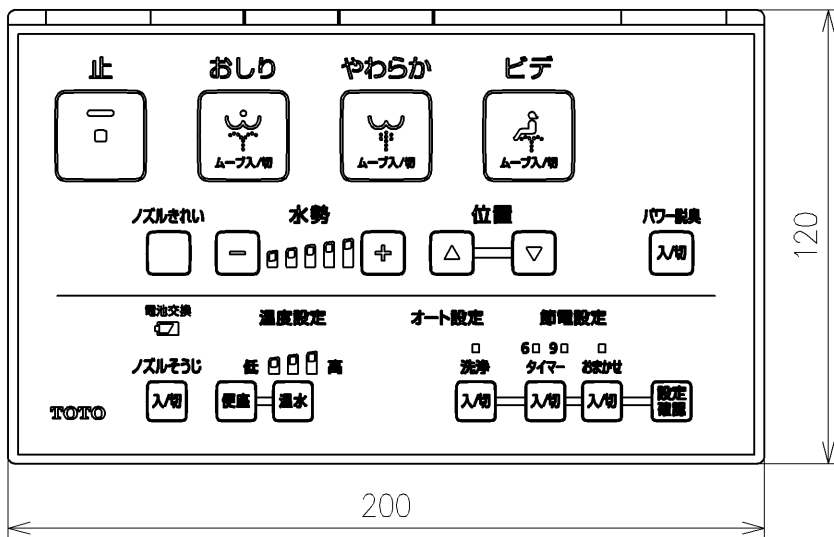 止 おしり やわらか ビデ
ムーブ入/切 ムーブ入/切 ムーブ入/切
ノズルきれい 水勢 位置 パワー脱臭
入/切
電池交換 温度設定 オート設定 節電設定
6 9
ノズルそうじ 低 高 洗浄 タイマー おまかせ
入/切 便座 温水 入/切 入/切 入/切 設定
確認
TOTO
120
200